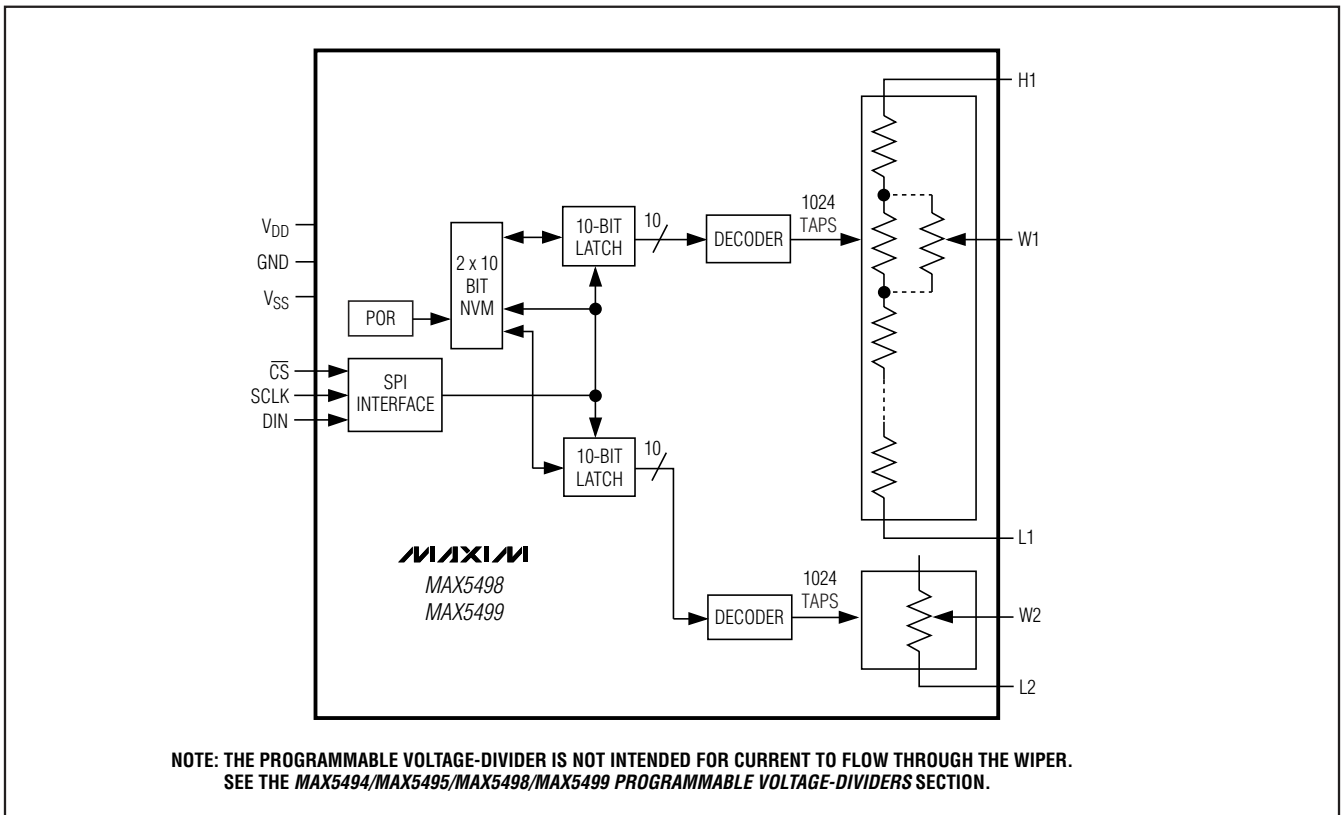 H1
1024
TAPS
10-BIT
LATCH
10
DECODER
W1
VDD
GND
VSS
2 x 10
BIT
NVM
POR
CS
SCLK
DIN
SPI
INTERFACE
10-BIT
LATCH
10
L1
MAXIM
MAX5498
MAX5499
1024
TAPS
DECODER
W2
L2
NOTE: THE PROGRAMMABLE VOLTAGE-DIVIDER IS NOT INTENDED FOR CURRENT TO FLOW THROUGH THE WIPER.
SEE THE MAX5494/MAX5495/MAX5498/MAX5499 PROGRAMMABLE VOLTAGE-DIVIDERS SECTION.